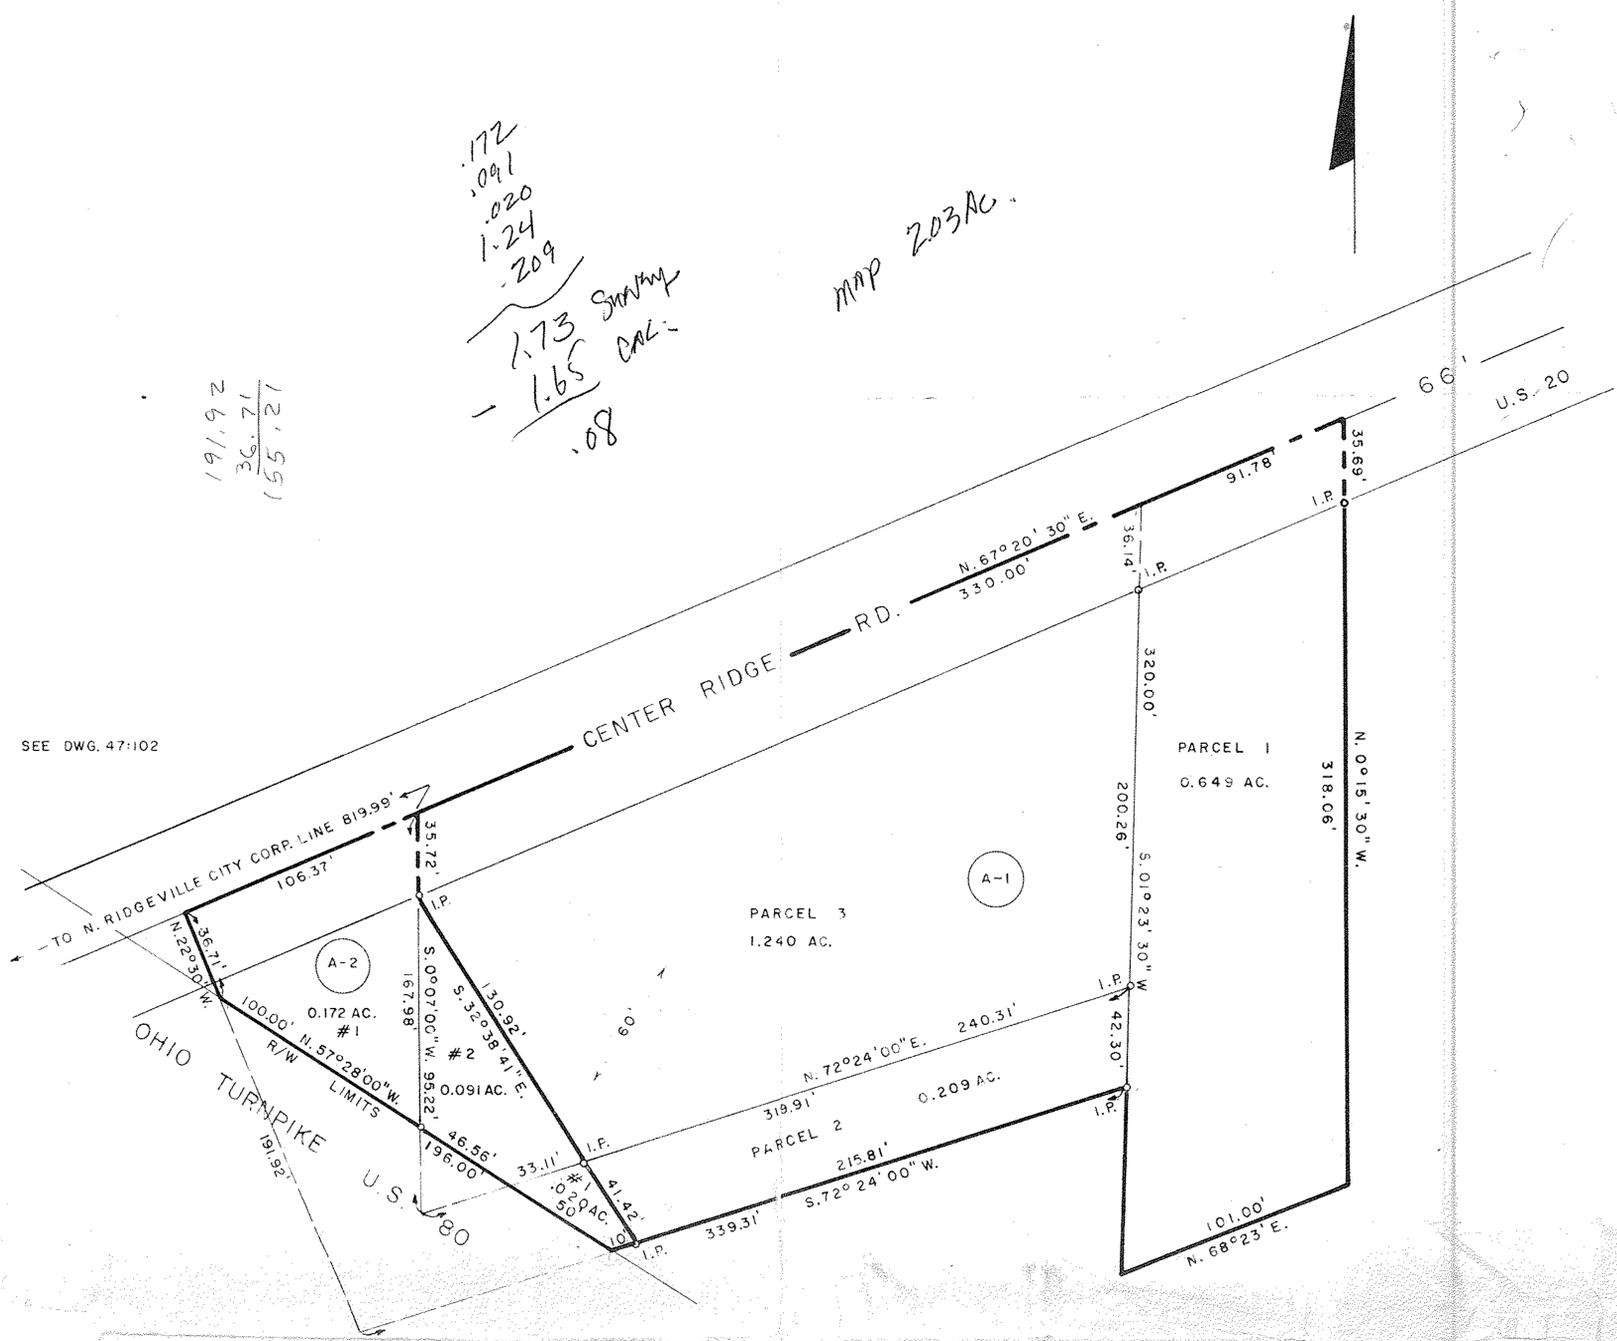 .172
.091
.020
1.24
.209
1.73 Survey
- 1.65 CAL.
.08
MAP 2.03 AC.
191.92
36.71
155.21
66'
U.S. 20
35.69'
I.P.
91.78'
N. 67° 20' 30" E.
330.00'
36.14'
I.P.
CENTER RIDGE RD.
320.00'
200.26'
S. 01° 23' 30" W
PARCEL 1
0.649 AC.
N. 0° 15' 30" W.
318.06'
SEE DWG. 47:102
TO N. RIDGEVILLE CITY CORP. LINE 819.99'
106.37'
35.72'
I.P.
36.71'
N. 22° 30' W.
A-2
0.172 AC.
#1
A-1
PARCEL 3
1.240 AC.
100.00'
N. 57° 28' 00" W.
R/W LIMITS
S. 0° 07' 00" W.
167.98'
95.22'
#2
0.091 AC.
130.92'
S. 32° 38' 41" E.
60'
I.P.
240.31'
N. 72° 24' 00" E.
319.91'
42.30'
I.P.
0.209 AC.
PARCEL 2
OHIO TURNPIKE U.S. 80
191.92'
46.56'
196.00'
33.11'
I.P.
#1
.020 AC.
50'
41.42'
10'
I.P.
215.81'
S. 72° 24' 00" W.
339.31'
101.00'
N. 68° 23' E.